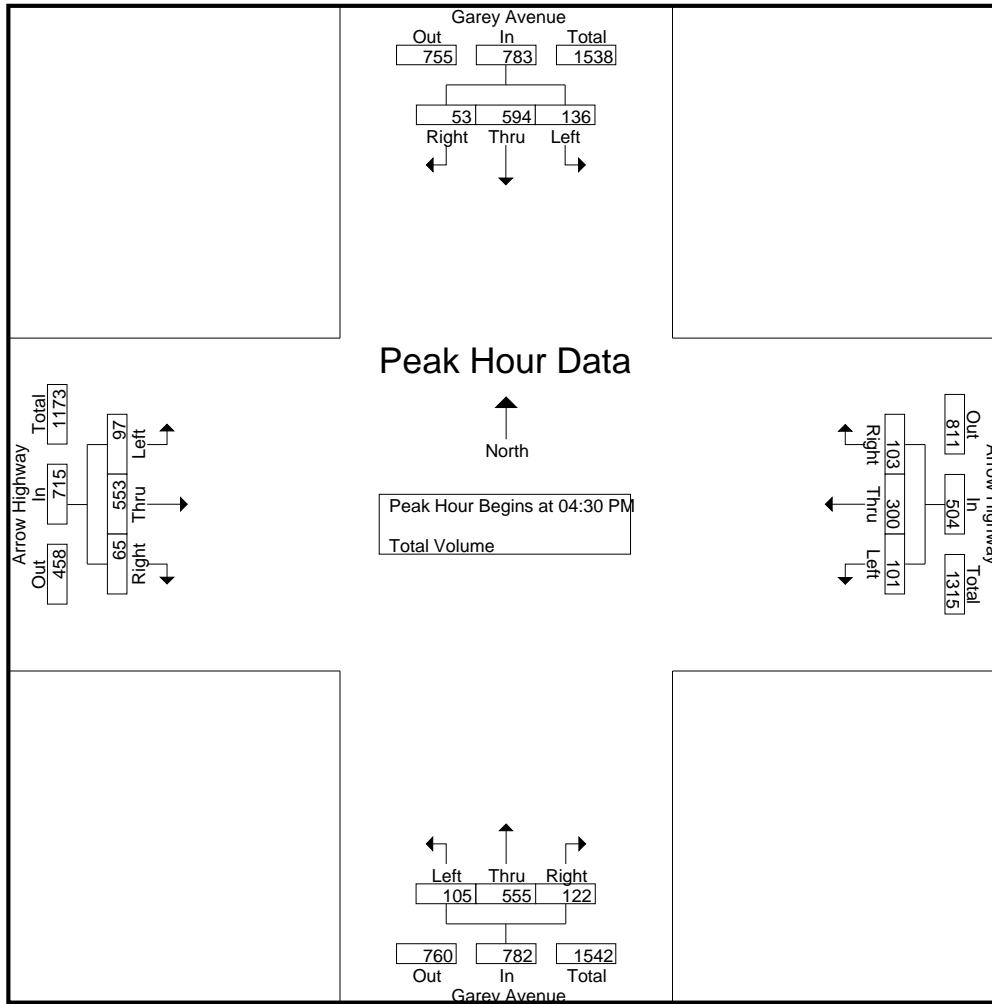 Garey Avenue
Out In Total
755 783 1538
53 594 136
Right Thru Left
Peak Hour Data
North
Peak Hour Begins at 04:30 PM
Total Volume
Arrow Highway
Out In Total
458 715 1173
Left Thru Right
97 553 65
Arrow Highway
Out In Total
811 504 1315
Right Thru Left
103 300 101
Left Thru Right
105 555 122
760 782 1542
Out In Total
Garey Avenue